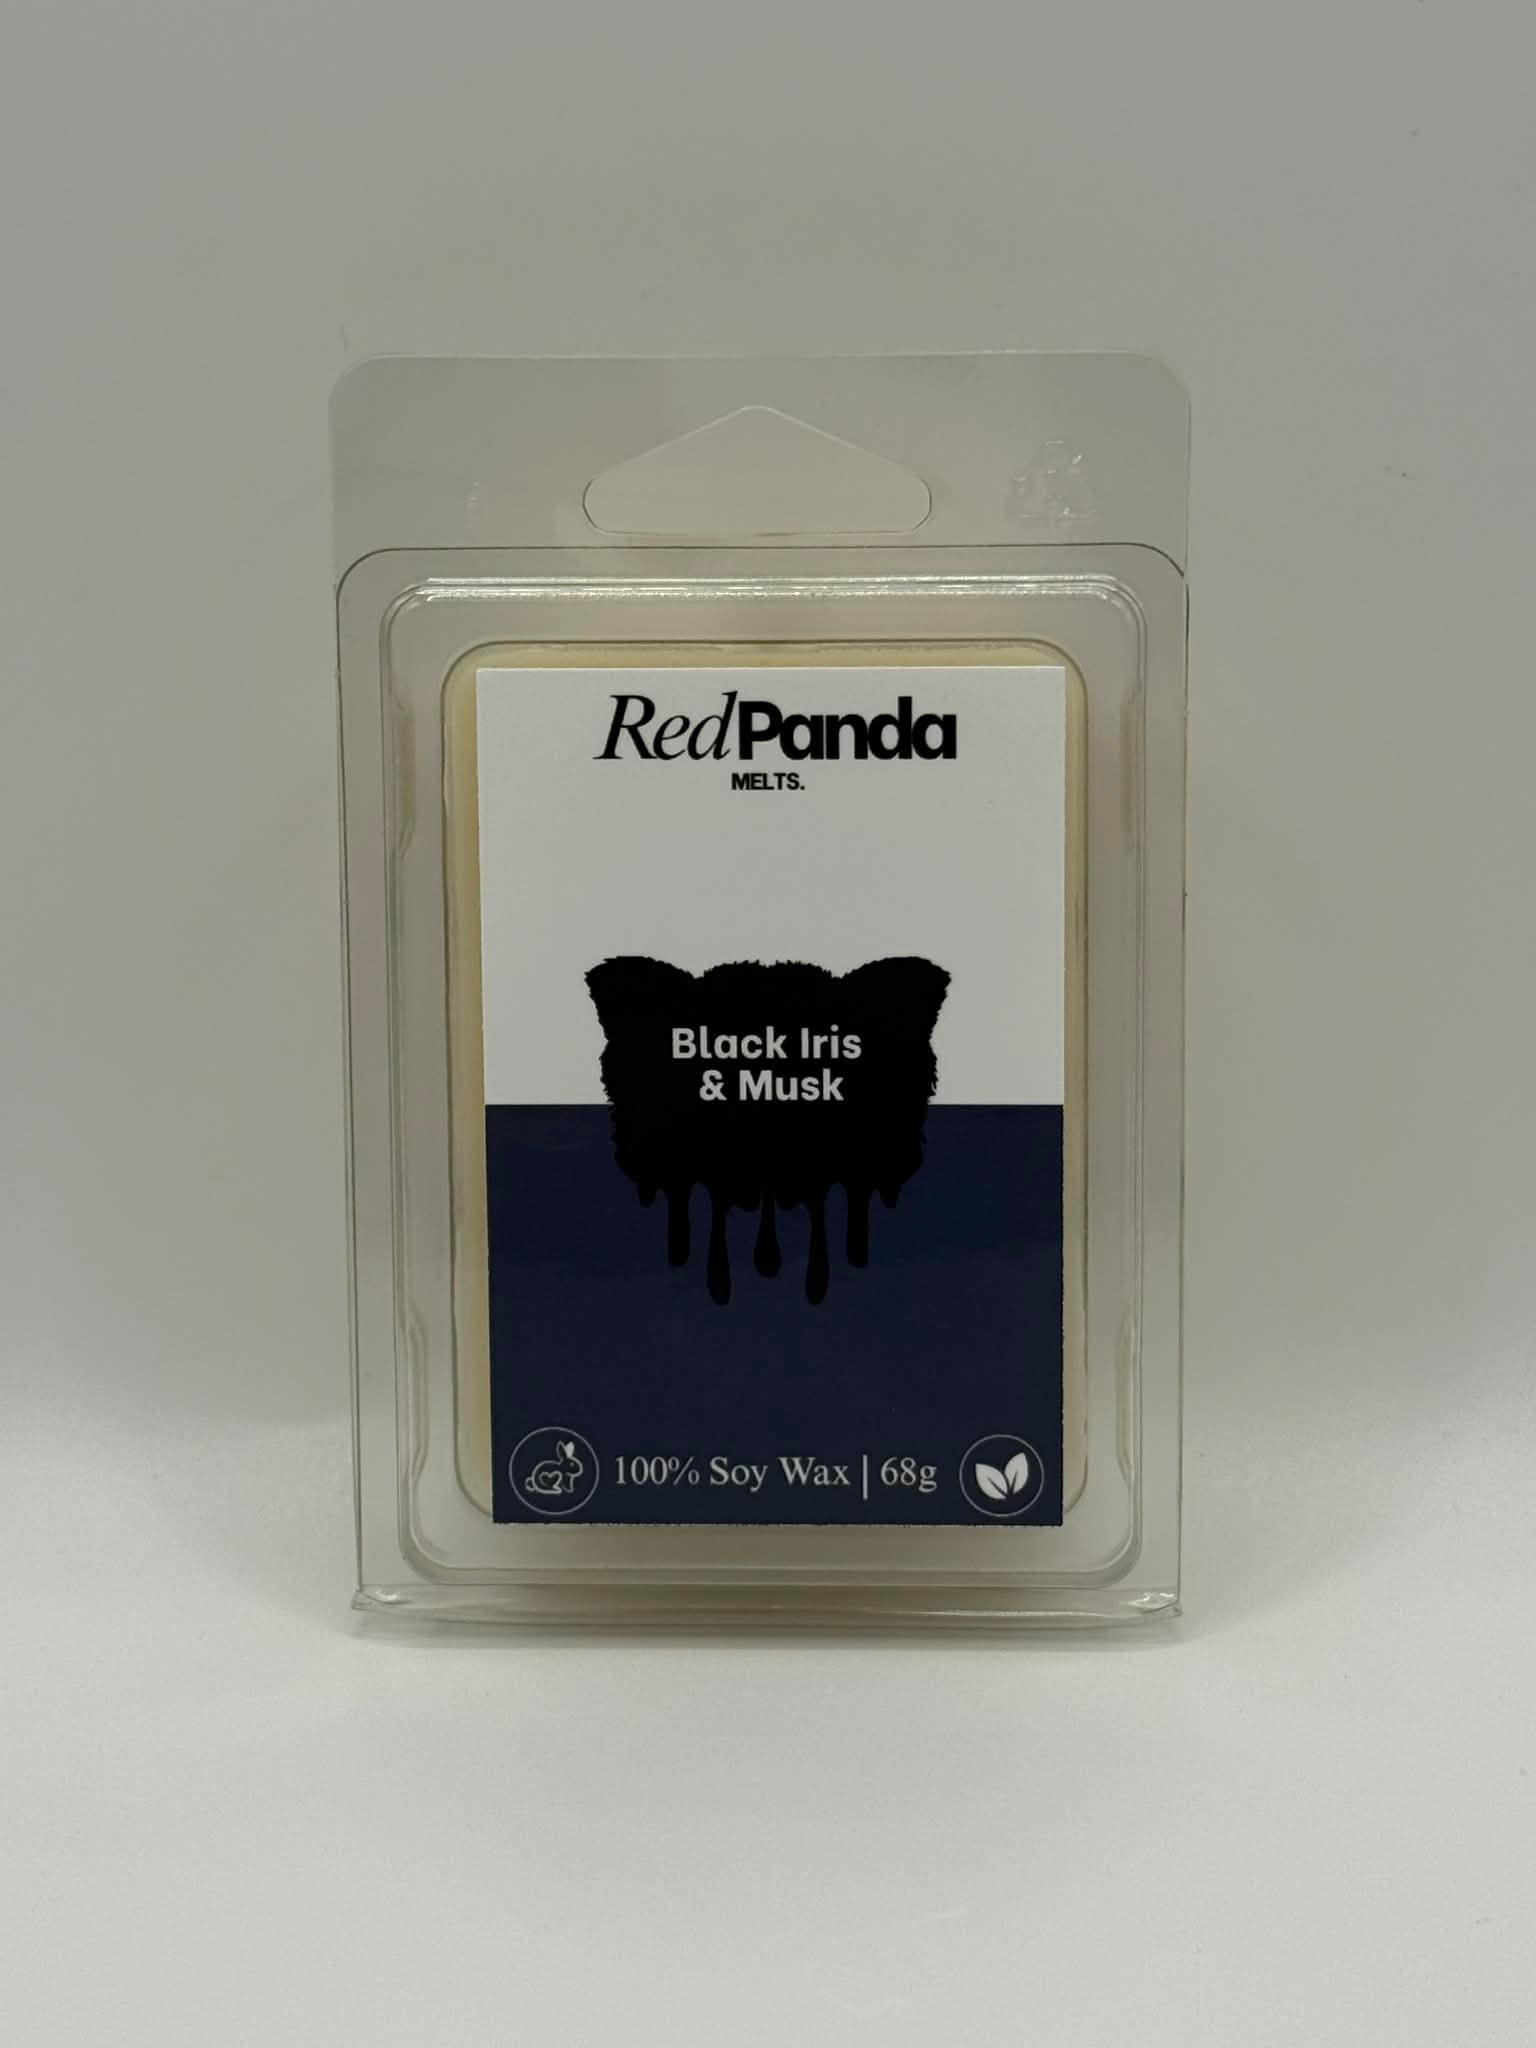 RedPanda
MELTS.
Black Iris
& Musk
100% Soy Wax | 68g